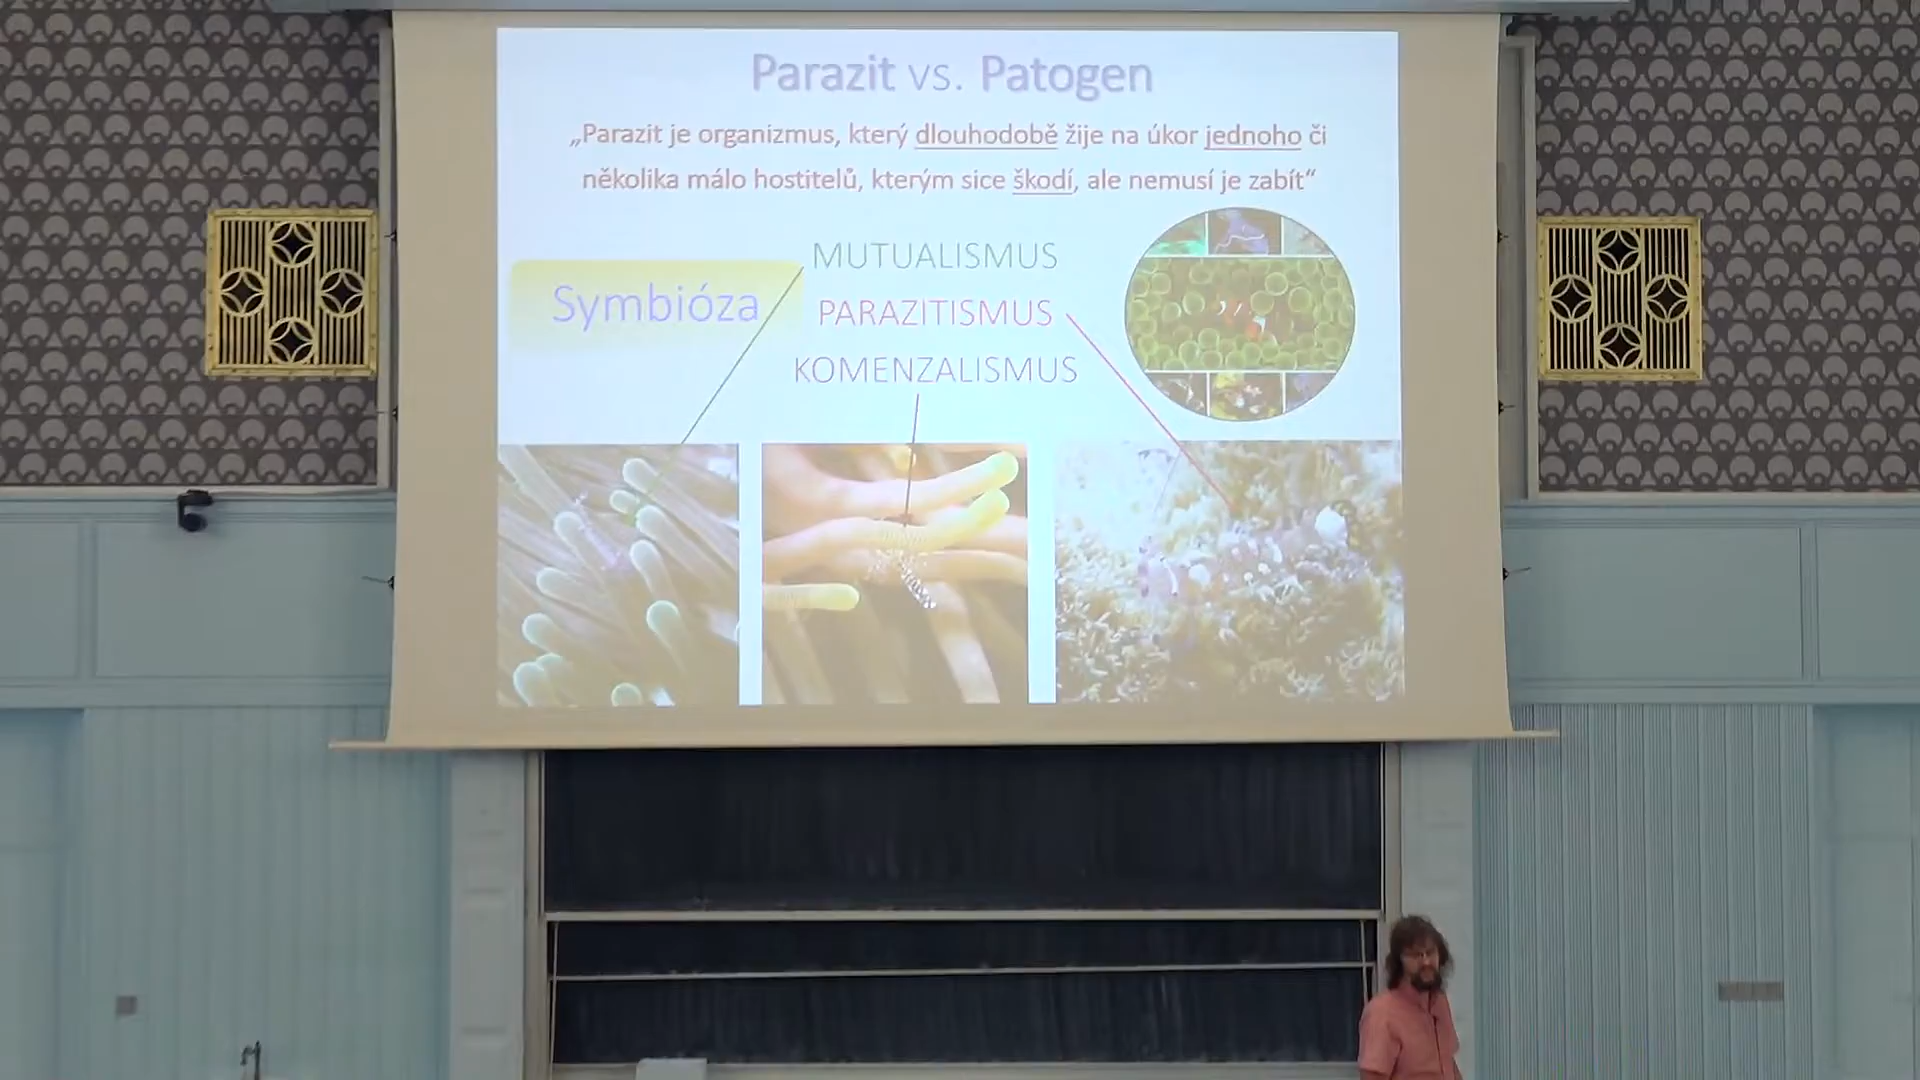 Parazit vs. Patogen
„Parazit je organizmus, který dlouhodobě žije na úkor jednoho či
několika málo hostitelů, kterým sice škodí, ale nemusí je zabít“
MUTUALISMUS
Symbióza
PARAZITISMUS
KOMENZALISMUS